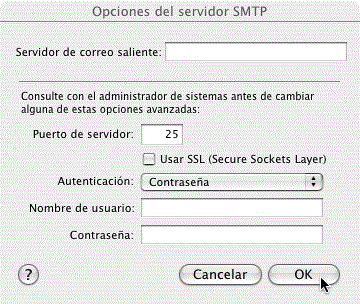 Opciones del servidor SMTP
Servidor de correo saliente:
Consulte con el administrador de sistemas antes de cambiar
alguna de estas opciones avanzadas:
Puerto de servidor: 25
Usar SSL (Secure Sockets Layer)
Autenticación: Contraseña
Nombre de usuario:
Contraseña:
? Cancelar OK